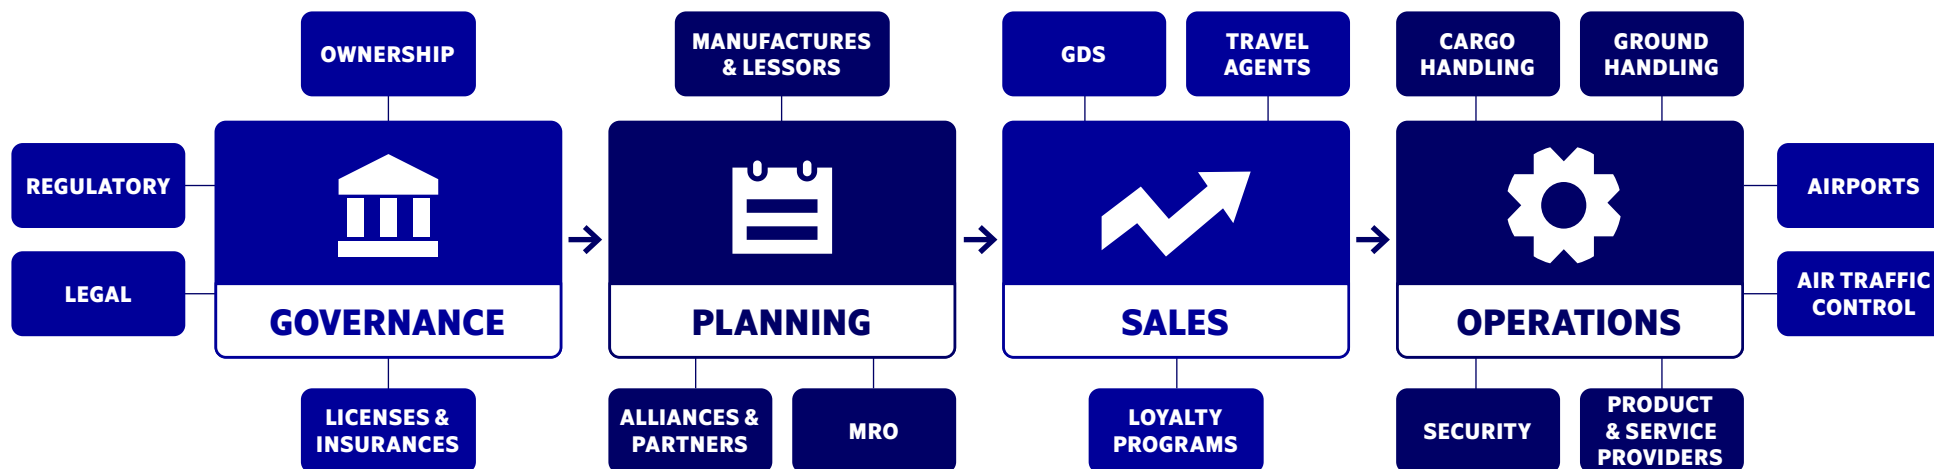 OWNERSHIP
MANUFACTURES
& LESSORS
GDS
TRAVEL
AGENTS
CARGO
HANDLING
GROUND
HANDLING
REGULATORY
LEGAL
AIRPORTS
AIR TRAFFIC
CONTROL
GOVERNANCE
PLANNING
SALES
OPERATIONS
LICENSES &
INSURANCES
ALLIANCES &
PARTNERS
MRO
LOYALTY
PROGRAMS
SECURITY
PRODUCT
& SERVICE
PROVIDERS